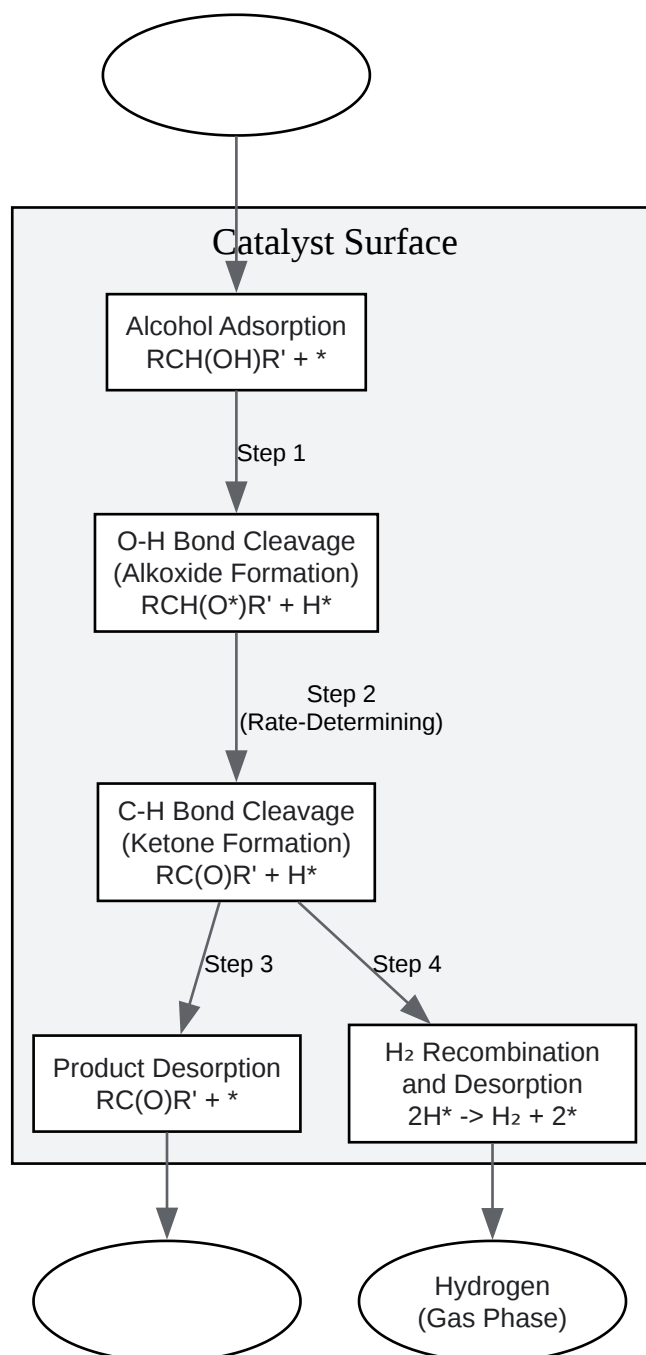 Catalyst Surface
Alcohol Adsorption
RCH(OH)R' + *
Step 1
O-H Bond Cleavage
(Alkoxide Formation)
RCH(O*)R' + H*
Step 2
(Rate-Determining)
C-H Bond Cleavage
(Ketone Formation)
RC(O)R' + H*
Step 3
Step 4
Product Desorption
RC(O)R' + *
H₂ Recombination
and Desorption
2H* -> H₂ + 2*
Hydrogen
(Gas Phase)